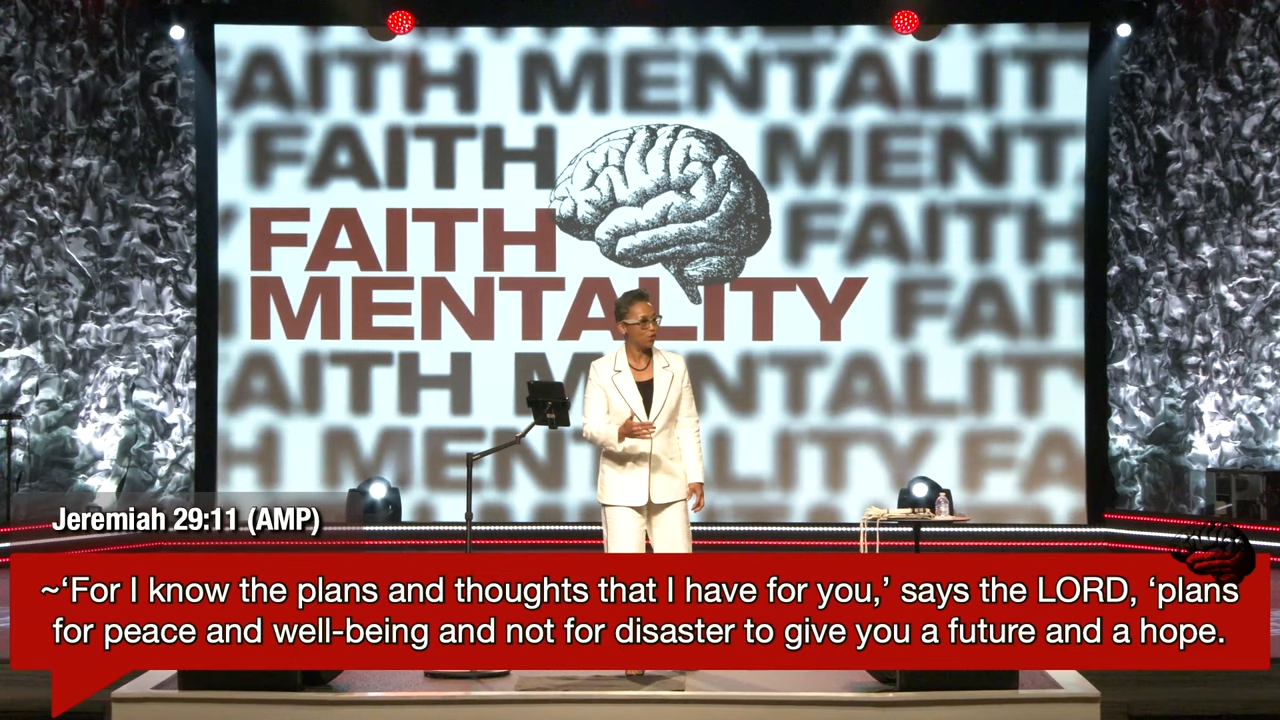 FAITH MENTALITY
FAITH MENT
FAITH
FAITH
MENTALITY
FAI
AITH MENTALITY
H MENTALITY FA
Jeremiah 29:11 (AMP)
~‘For I know the plans and thoughts that I have for you,’ says the LORD, ‘plans
for peace and well-being and not for disaster to give you a future and a hope.